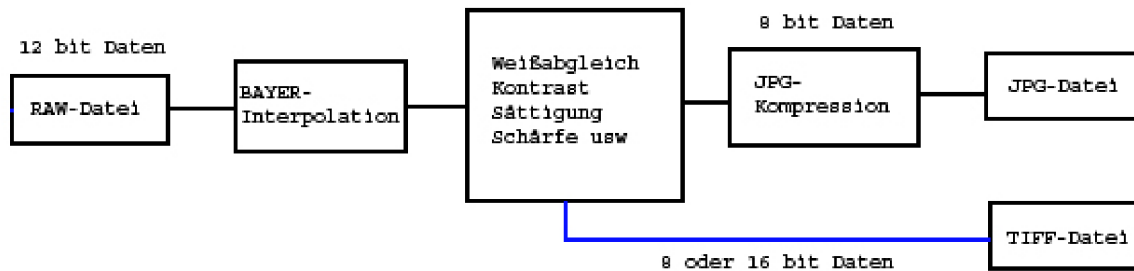 12 bit Daten
RAW-Datei
BAYER-
Interpolation
Weißabgleich
Kontrast
Sättigung
Schärfe usw
8 bit Daten
JPG-
Kompression
JPG-Datei
TIFF-Datei
8 oder 16 bit Daten